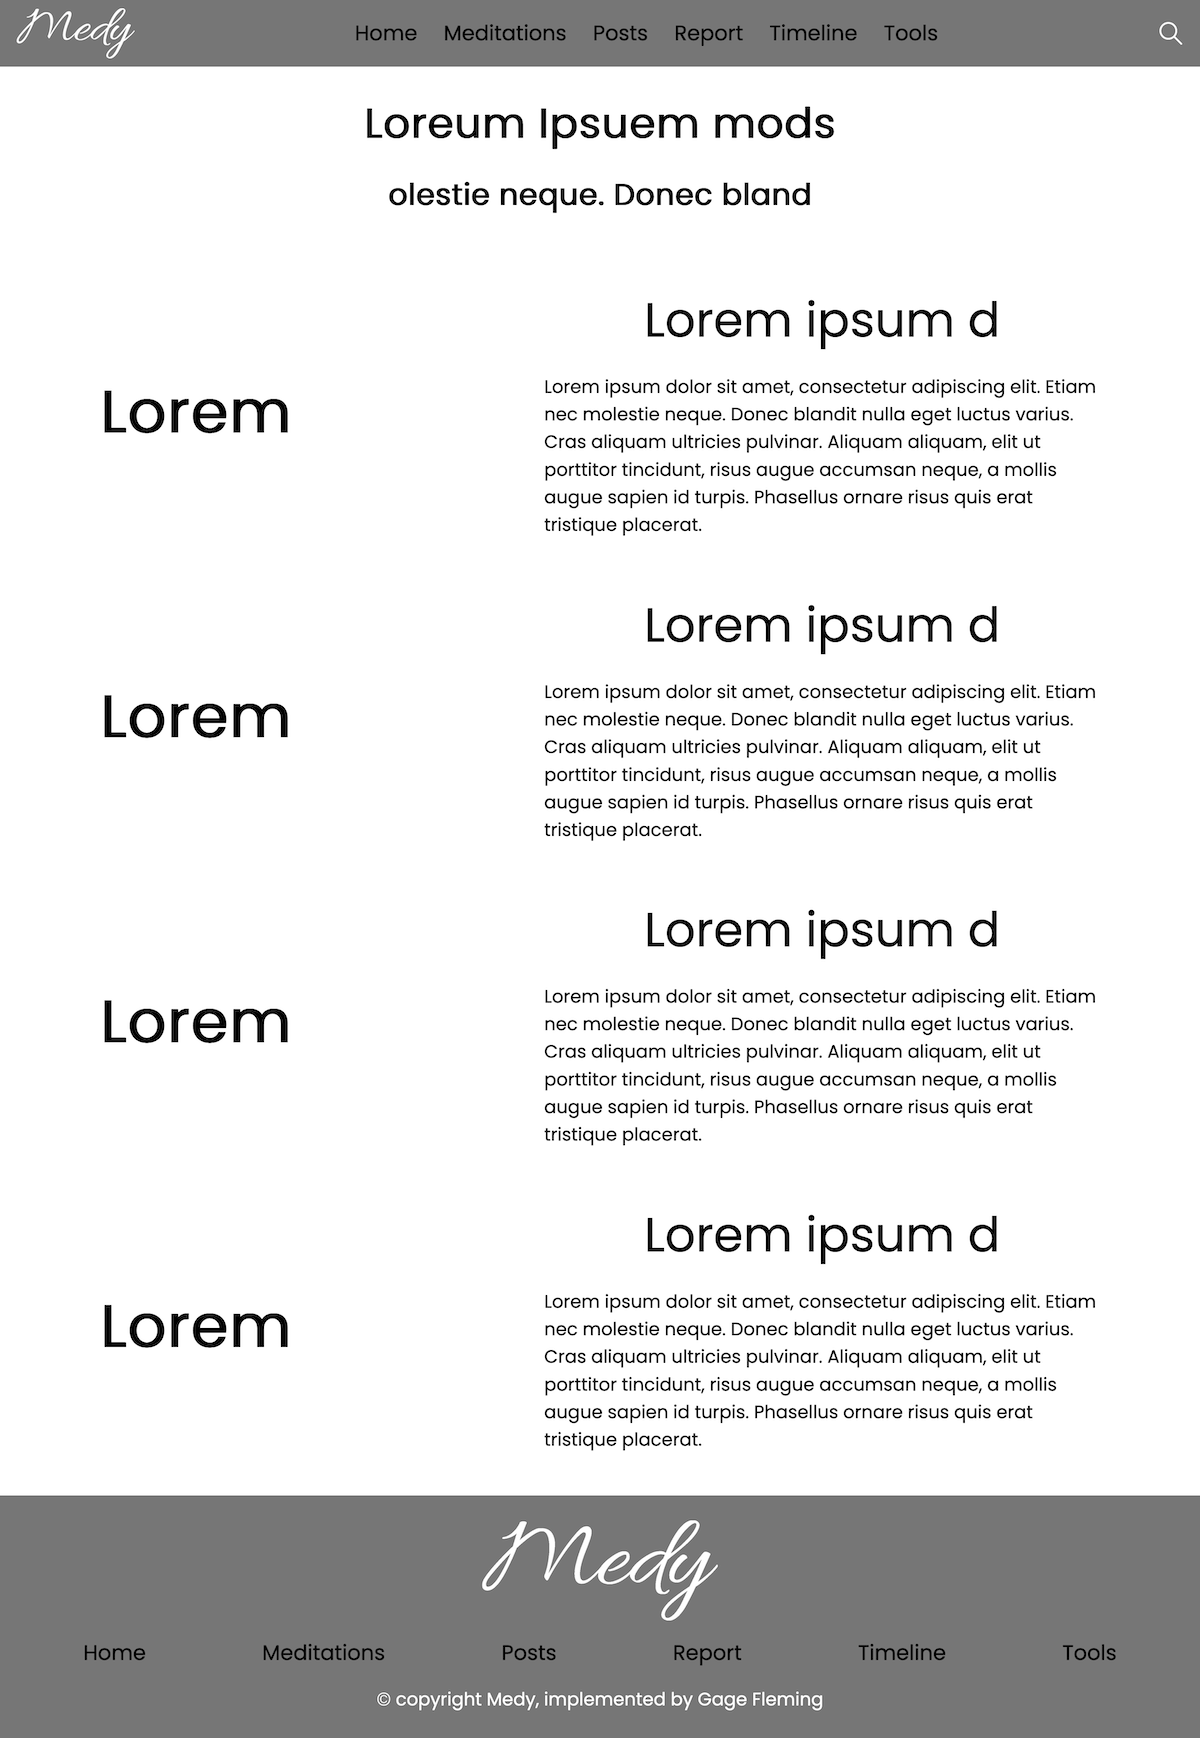 Medy
Home Meditations Posts Report Timeline Tools
Loreum Ipsuem mods
olestie neque. Donec bland
Lorem
Lorem ipsum d
Lorem ipsum dolor sit amet, consectetur adipiscing elit. Etiam
nec molestie neque. Donec blandit nulla eget luctus varius.
Cras aliquam ultricies pulvinar. Aliquam aliquam, elit ut
porttitor tincidunt, risus augue accumsan neque, a mollis
augue sapien id turpis. Phasellus ornare risus quis erat
tristique placerat.
Lorem
Lorem ipsum d
Lorem ipsum dolor sit amet, consectetur adipiscing elit. Etiam
nec molestie neque. Donec blandit nulla eget luctus varius.
Cras aliquam ultricies pulvinar. Aliquam aliquam, elit ut
porttitor tincidunt, risus augue accumsan neque, a mollis
augue sapien id turpis. Phasellus ornare risus quis erat
tristique placerat.
Lorem
Lorem ipsum d
Lorem ipsum dolor sit amet, consectetur adipiscing elit. Etiam
nec molestie neque. Donec blandit nulla eget luctus varius.
Cras aliquam ultricies pulvinar. Aliquam aliquam, elit ut
porttitor tincidunt, risus augue accumsan neque, a mollis
augue sapien id turpis. Phasellus ornare risus quis erat
tristique placerat.
Lorem
Lorem ipsum d
Lorem ipsum dolor sit amet, consectetur adipiscing elit. Etiam
nec molestie neque. Donec blandit nulla eget luctus varius.
Cras aliquam ultricies pulvinar. Aliquam aliquam, elit ut
porttitor tincidunt, risus augue accumsan neque, a mollis
augue sapien id turpis. Phasellus ornare risus quis erat
tristique placerat.
Medy
Home Meditations Posts Report Timeline Tools
© copyright Medy, implemented by Gage Fleming